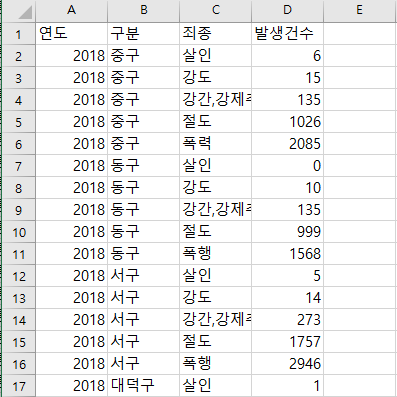 A B C D E
1 연도 구분 죄종 발생건수
2 2018 중구 살인 6
3 2018 중구 강도 15
4 2018 중구 강간,강제추 135
5 2018 중구 절도 1026
6 2018 중구 폭력 2085
7 2018 동구 살인 0
8 2018 동구 강도 10
9 2018 동구 강간,강제추 135
10 2018 동구 절도 999
11 2018 동구 폭행 1568
12 2018 서구 살인 5
13 2018 서구 강도 14
14 2018 서구 강간,강제추 273
15 2018 서구 절도 1757
16 2018 서구 폭행 2946
17 2018 대덕구 살인 1